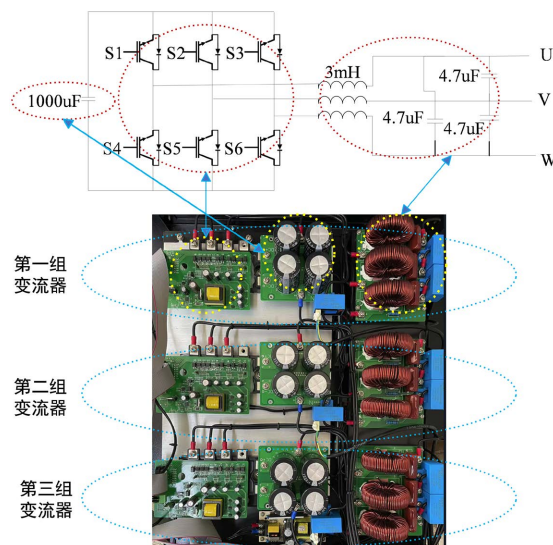 S1 S2 S3
3mH
U
4.7uF
1000uF
V
4.7uF 4.7uF
S4 S5 S6
W
第一组
变流器
第二组
变流器
第三组
变流器